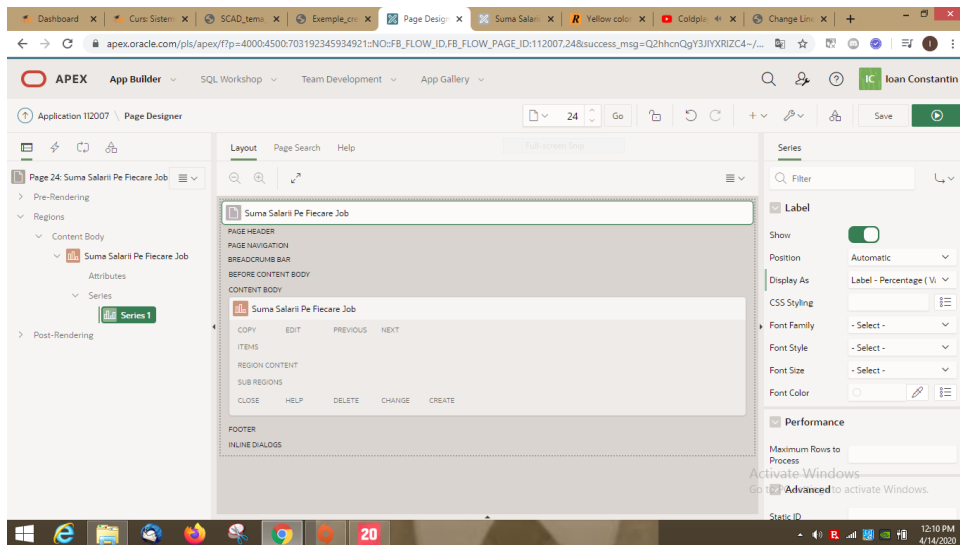 Dashboard
Curs: Sistem
SCAD_tema
Exemple_cre
Page Design
Suma Salarii
Yellow color
Coldpla
Change Line
apex.oracle.com/pls/apex/f?p=4000:4500:703192345934921::NO::FB_FLOW_ID,FB_FLOW_PAGE_ID:112007,24&success_msg=Q2hhcnQgY3JlYXRlZC4~/...
APEX App Builder SQL Workshop Team Development App Gallery IC Ioan Constantin
Application 112007 \ Page Designer 24 Go Save
Layout Page Search Help
Full-screen Snip
Series
Page 24: Suma Salarii Pe Fiecare Job
Pre-Rendering
Regions
Content Body
Suma Salarii Pe Fiecare Job
Attributes
Series
Series 1
Post-Rendering
Suma Salarii Pe Fiecare Job
PAGE HEADER
PAGE NAVIGATION
BREADCRUMB BAR
BEFORE CONTENT BODY
CONTENT BODY
Suma Salarii Pe Fiecare Job
COPY EDIT PREVIOUS NEXT
ITEMS
REGION CONTENT
SUB REGIONS
CLOSE HELP DELETE CHANGE CREATE
FOOTER
INLINE DIALOGS
Filter
Label
Show
Position Automatic
Display As Label - Percentage ( Va
CSS Styling
Font Family - Select -
Font Style - Select -
Font Size - Select -
Font Color
Performance
Maximum Rows to
Process
Activate Windows
Advanced
to activate Windows.
Static ID
20
12:10 PM
4/14/2020